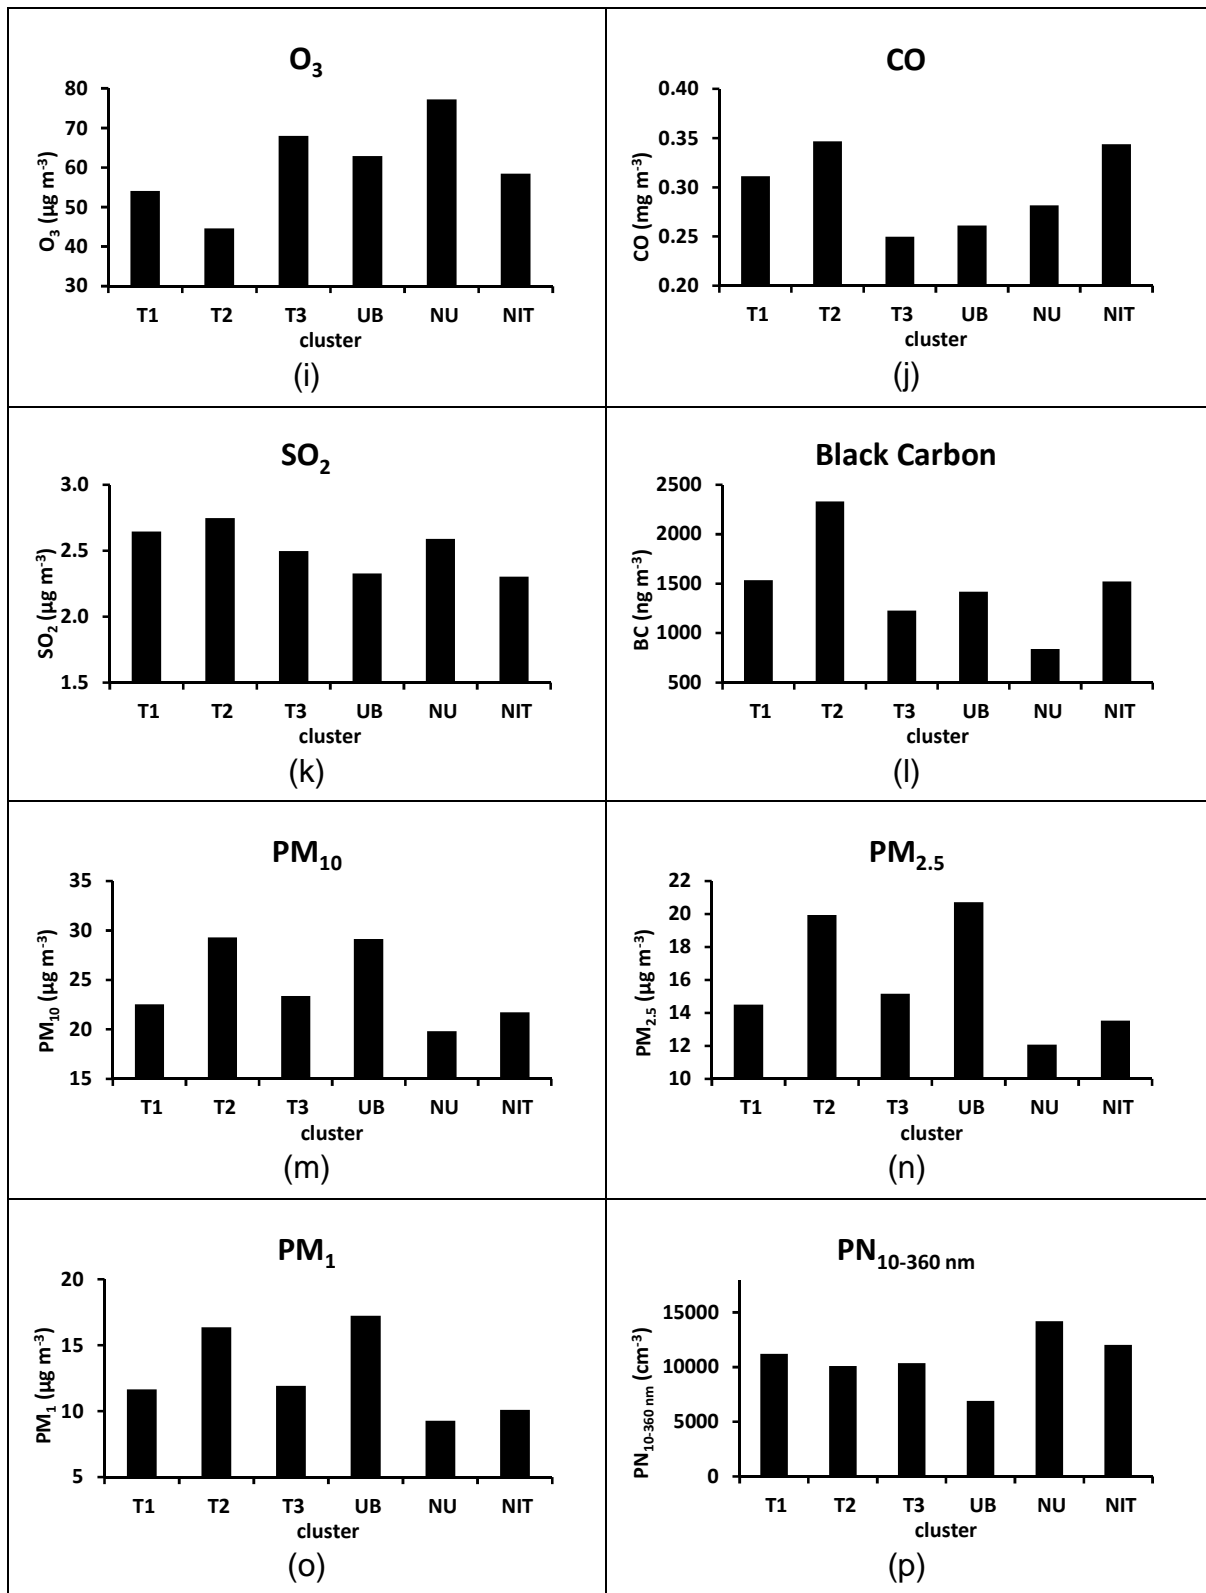 O₃
80
70
60
50
40
30
O₃ (µg m⁻³)
T1 T2 T3 UB NU NIT
cluster
(i)
CO
0.40
0.35
0.30
0.25
0.20
CO (mg m⁻³)
T1 T2 T3 UB NU NIT
cluster
(j)
SO₂
3.0
2.5
2.0
1.5
SO₂ (µg m⁻³)
T1 T2 T3 UB NU NIT
cluster
(k)
Black Carbon
2500
2000
1500
1000
500
BC (ng m⁻³)
T1 T2 T3 UB NU NIT
cluster
(l)
PM₁₀
35
30
25
20
15
PM₁₀ (µg m⁻³)
T1 T2 T3 UB NU NIT
cluster
(m)
PM₂.₅
22
20
18
16
14
12
10
PM₂.₅ (µg m⁻³)
T1 T2 T3 UB NU NIT
cluster
(n)
PM₁
20
15
10
5
PM₁ (µg m⁻³)
T1 T2 T3 UB NU NIT
cluster
(o)
PN₁₀₋₃₆₀ ₙₘ
15000
10000
5000
0
PN₁₀₋₃₆₀ ₙₘ (cm⁻³)
T1 T2 T3 UB NU NIT
cluster
(p)